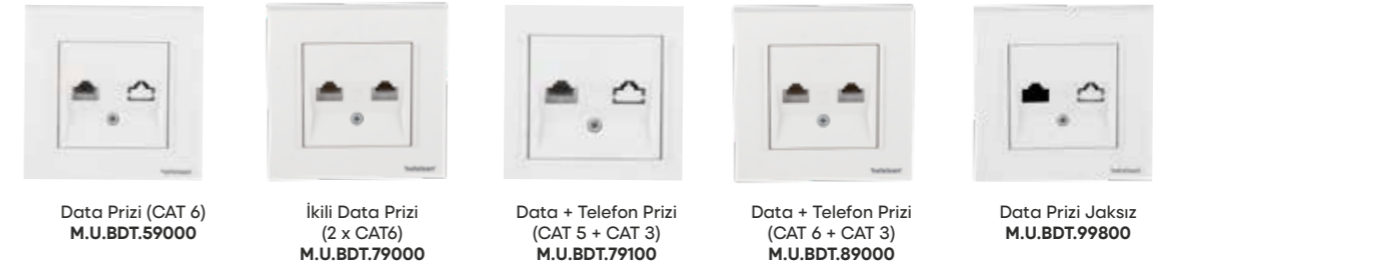 Data Prizi (CAT 6)
M.U.BDT.59000
İkili Data Prizi
(2 x CAT6)
M.U.BDT.79000
Data + Telefon Prizi
(CAT 5 + CAT 3)
M.U.BDT.79100
Data + Telefon Prizi
(CAT 6 + CAT 3)
M.U.BDT.89000
Data Prizi Jaksız
M.U.BDT.99800